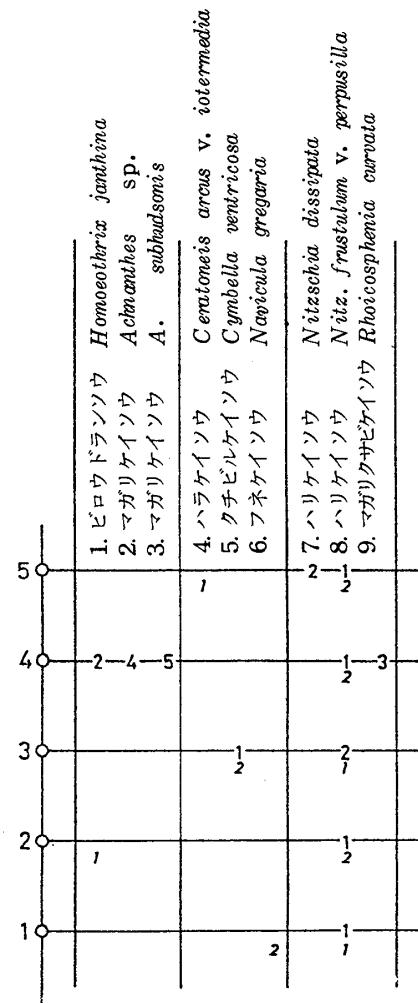 1. ビロウドランソウ Homoeothrix janthina
2. マガリケイソウ Achnanthes sp.
3. マガリケイソウ A. subhudsonis
4. ハラケイソウ Ceratoneis arcus v. iotermedia
5. クチビルケイソウ Cymbella ventricosa
6. フネケイソウ Navicula gregaria
7. ハリケイソウ Nitzschia dissipata
8. ハリケイソウ Nitz. frustulum v. perpusilla
9. マガリクサビケイソウ Rhoicosphenia curvata
5 2 1
1 2
4 2 4 5 1 3
2
3 1 2
2 1
2 1
1 2
1 1
2 1